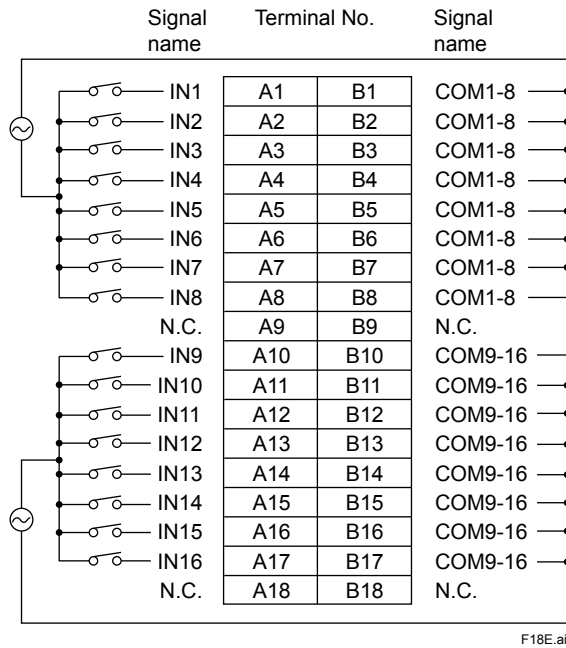 Signal name Terminal No. Signal name
IN1 A1 B1 COM1-8
IN2 A2 B2 COM1-8
IN3 A3 B3 COM1-8
IN4 A4 B4 COM1-8
IN5 A5 B5 COM1-8
IN6 A6 B6 COM1-8
IN7 A7 B7 COM1-8
IN8 A8 B8 COM1-8
N.C. A9 B9 N.C.
IN9 A10 B10 COM9-16
IN10 A11 B11 COM9-16
IN11 A12 B12 COM9-16
IN12 A13 B13 COM9-16
IN13 A14 B14 COM9-16
IN14 A15 B15 COM9-16
IN15 A16 B16 COM9-16
IN16 A17 B17 COM9-16
N.C. A18 B18 N.C.
F18E.ai